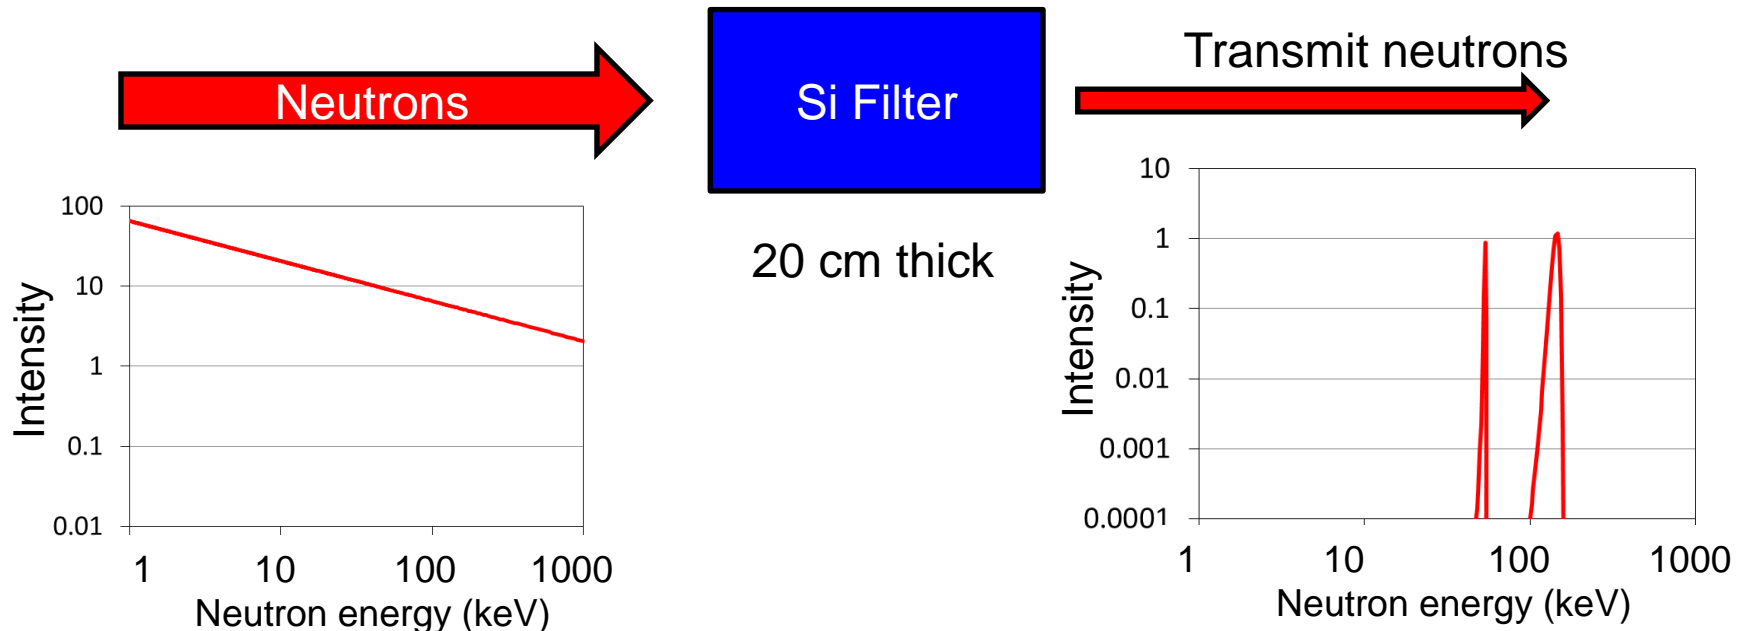 Neutrons
Si Filter
Transmit neutrons
20 cm thick
Intensity
100
10
1
0.1
0.01
1 10 100 1000
Neutron energy (keV)
Intensity
10
1
0.1
0.01
0.001
0.0001
1 10 100 1000
Neutron energy (keV)